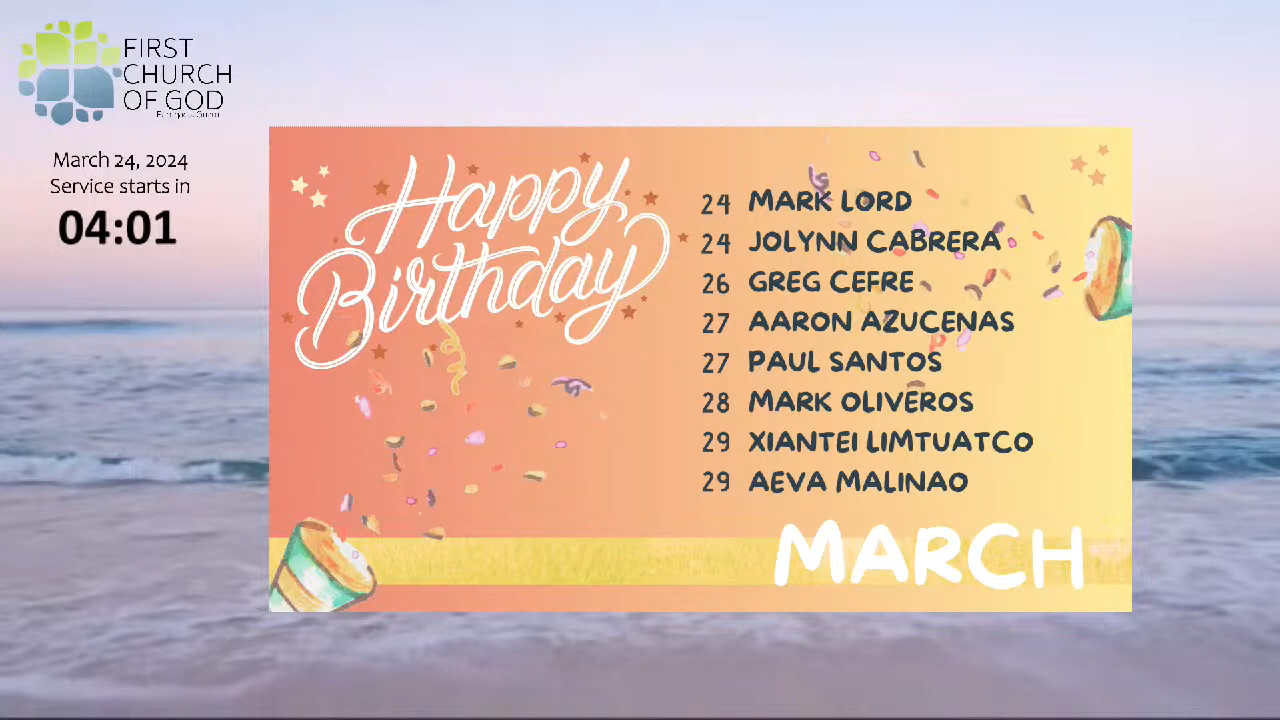 FIRST
CHURCH
OF GOD
March 24, 2024
Service starts in
04:01
Happy
Birthday
24 MARK LORD
24 JOLYNN CABRERA
26 GREG CEFRE
27 AARON AZUCENAS
27 PAUL SANTOS
28 MARK OLIVEROS
29 XIANTEI LIMTUATCO
29 AEVA MALINAO
MARCH